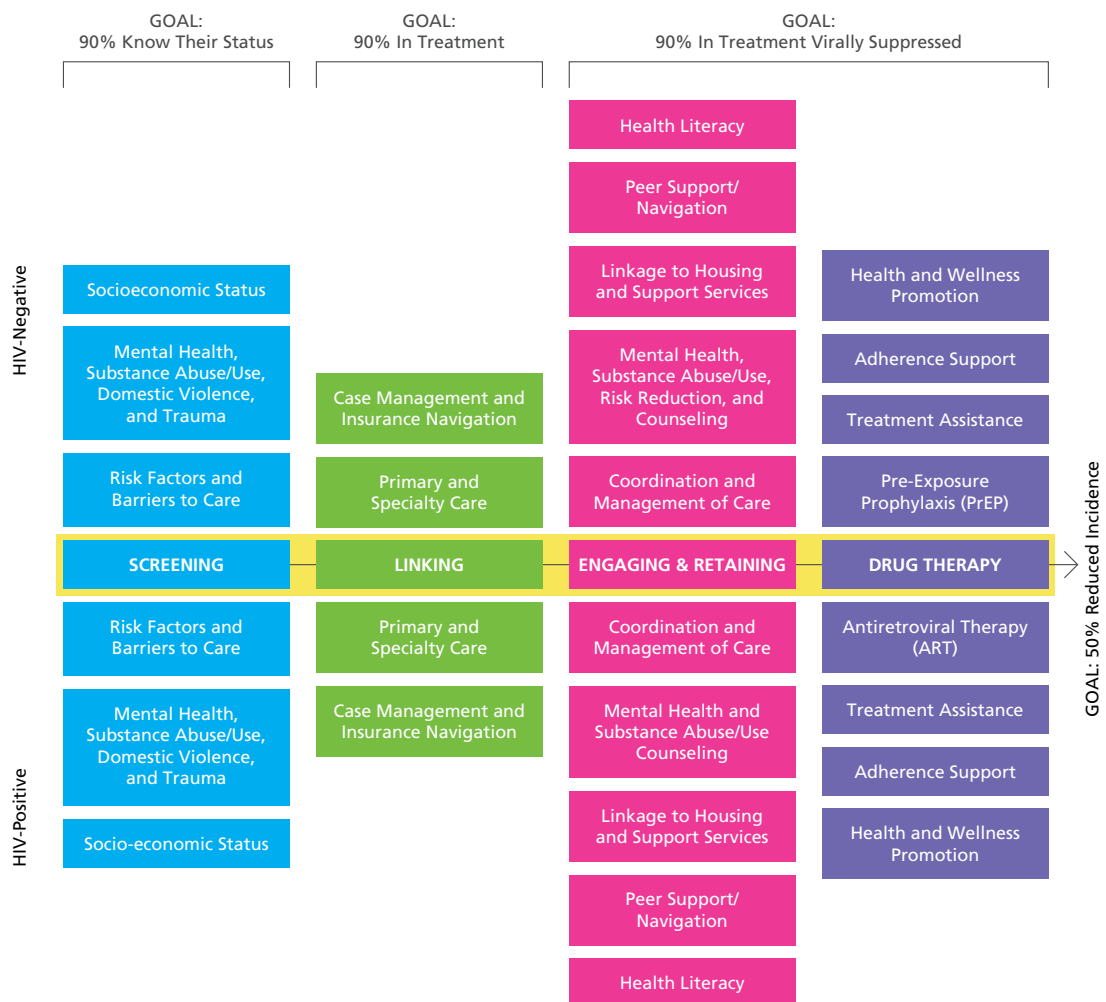 GOAL:
90% Know Their Status
GOAL:
90% In Treatment
GOAL:
90% In Treatment Virally Suppressed
HIV-Negative
Socioeconomic Status
Mental Health,
Substance Abuse/Use,
Domestic Violence,
and Trauma
Risk Factors and
Barriers to Care
Case Management and
Insurance Navigation
Primary and
Specialty Care
Health Literacy
Peer Support/
Navigation
Linkage to Housing
and Support Services
Mental Health,
Substance Abuse/Use,
Risk Reduction, and
Counseling
Coordination and
Management of Care
Health and Wellness
Promotion
Adherence Support
Treatment Assistance
Pre-Exposure
Prophylaxis (PrEP)
SCREENING
LINKING
ENGAGING & RETAINING
DRUG THERAPY
GOAL: 50% Reduced Incidence
HIV-Positive
Risk Factors and
Barriers to Care
Mental Health,
Substance Abuse/Use,
Domestic Violence,
and Trauma
Socio-economic Status
Primary and
Specialty Care
Case Management and
Insurance Navigation
Coordination and
Management of Care
Mental Health and
Substance Abuse/Use
Counseling
Linkage to Housing
and Support Services
Peer Support/
Navigation
Health Literacy
Antiretroviral Therapy
(ART)
Treatment Assistance
Adherence Support
Health and Wellness
Promotion